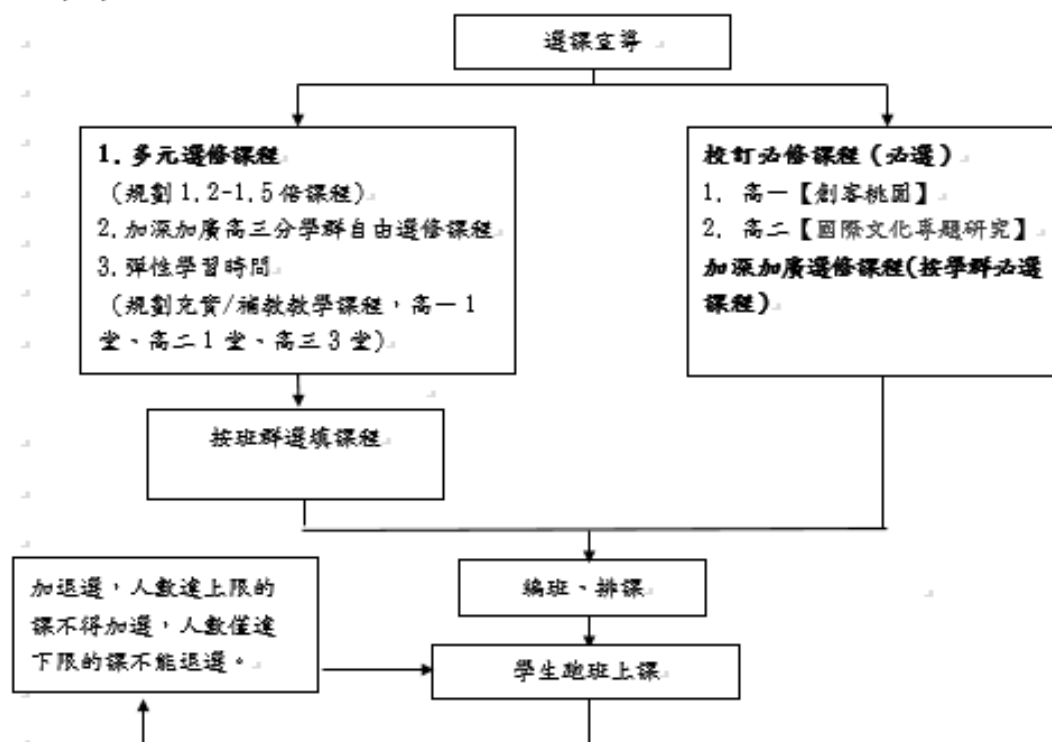 選課宣導
1. 多元選修課程
(規劃 1.2-1.5 倍課程)
2. 加深加廣高三分學群自由選修課程
3. 彈性學習時間
(規劃充實/補教教學課程，高一 1
堂、高二 1 堂、高三 3 堂)
校訂必修課程 (必選)
1. 高一【創客桃園】
2. 高二【國際文化專題研究】
加深加廣選修課程(按學群必選
課程)
按班群選填課程
編班、排課
加退選，人數達上限的
課不得加選，人數僅達
下限的課不能退選。
學生跑班上課